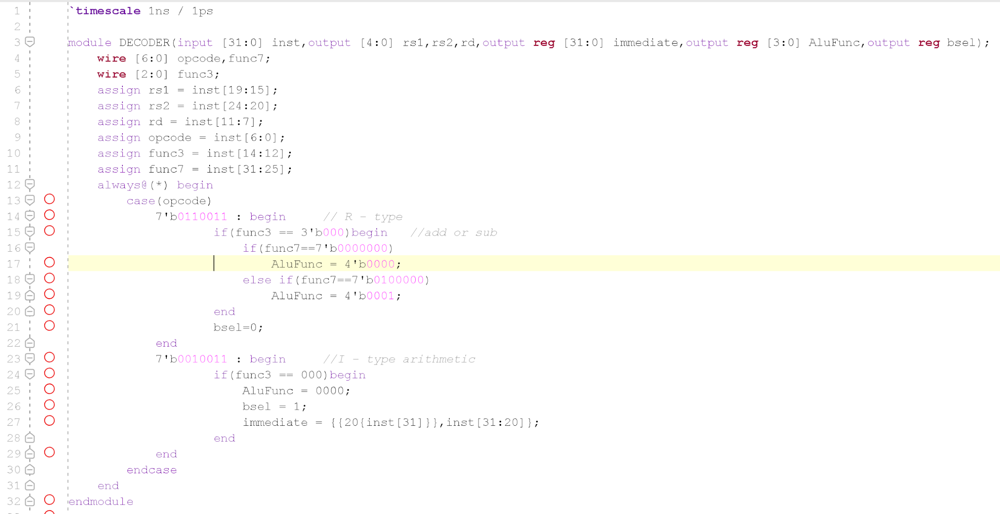 1 `timescale 1ns / 1ps
2
3 module DECODER(input [31:0] inst,output [4:0] rs1,rs2,rd,output reg [31:0] immediate,output reg [3:0] AluFunc,output reg bsel);
4 wire [6:0] opcode,func7;
5 wire [2:0] func3;
6 assign rs1 = inst[19:15];
7 assign rs2 = inst[24:20];
8 assign rd = inst[11:7];
9 assign opcode = inst[6:0];
10 assign func3 = inst[14:12];
11 assign func7 = inst[31:25];
12 always@(*) begin
13 case(opcode)
14 7'b0110011 : begin // R - type
15 if(func3 == 3'b000)begin //add or sub
16 if(func7==7'b0000000)
17 AluFunc = 4'b0000;
18 else if(func7==7'b0100000)
19 AluFunc = 4'b0001;
20 end
21 bsel=0;
22 end
23 7'b0010011 : begin //I - type arithmetic
24 if(func3 == 000)begin
25 AluFunc = 0000;
26 bsel = 1;
27 immediate = {{20{inst[31]}},inst[31:20]};
28 end
29 end
30 endcase
31 end
32 endmodule